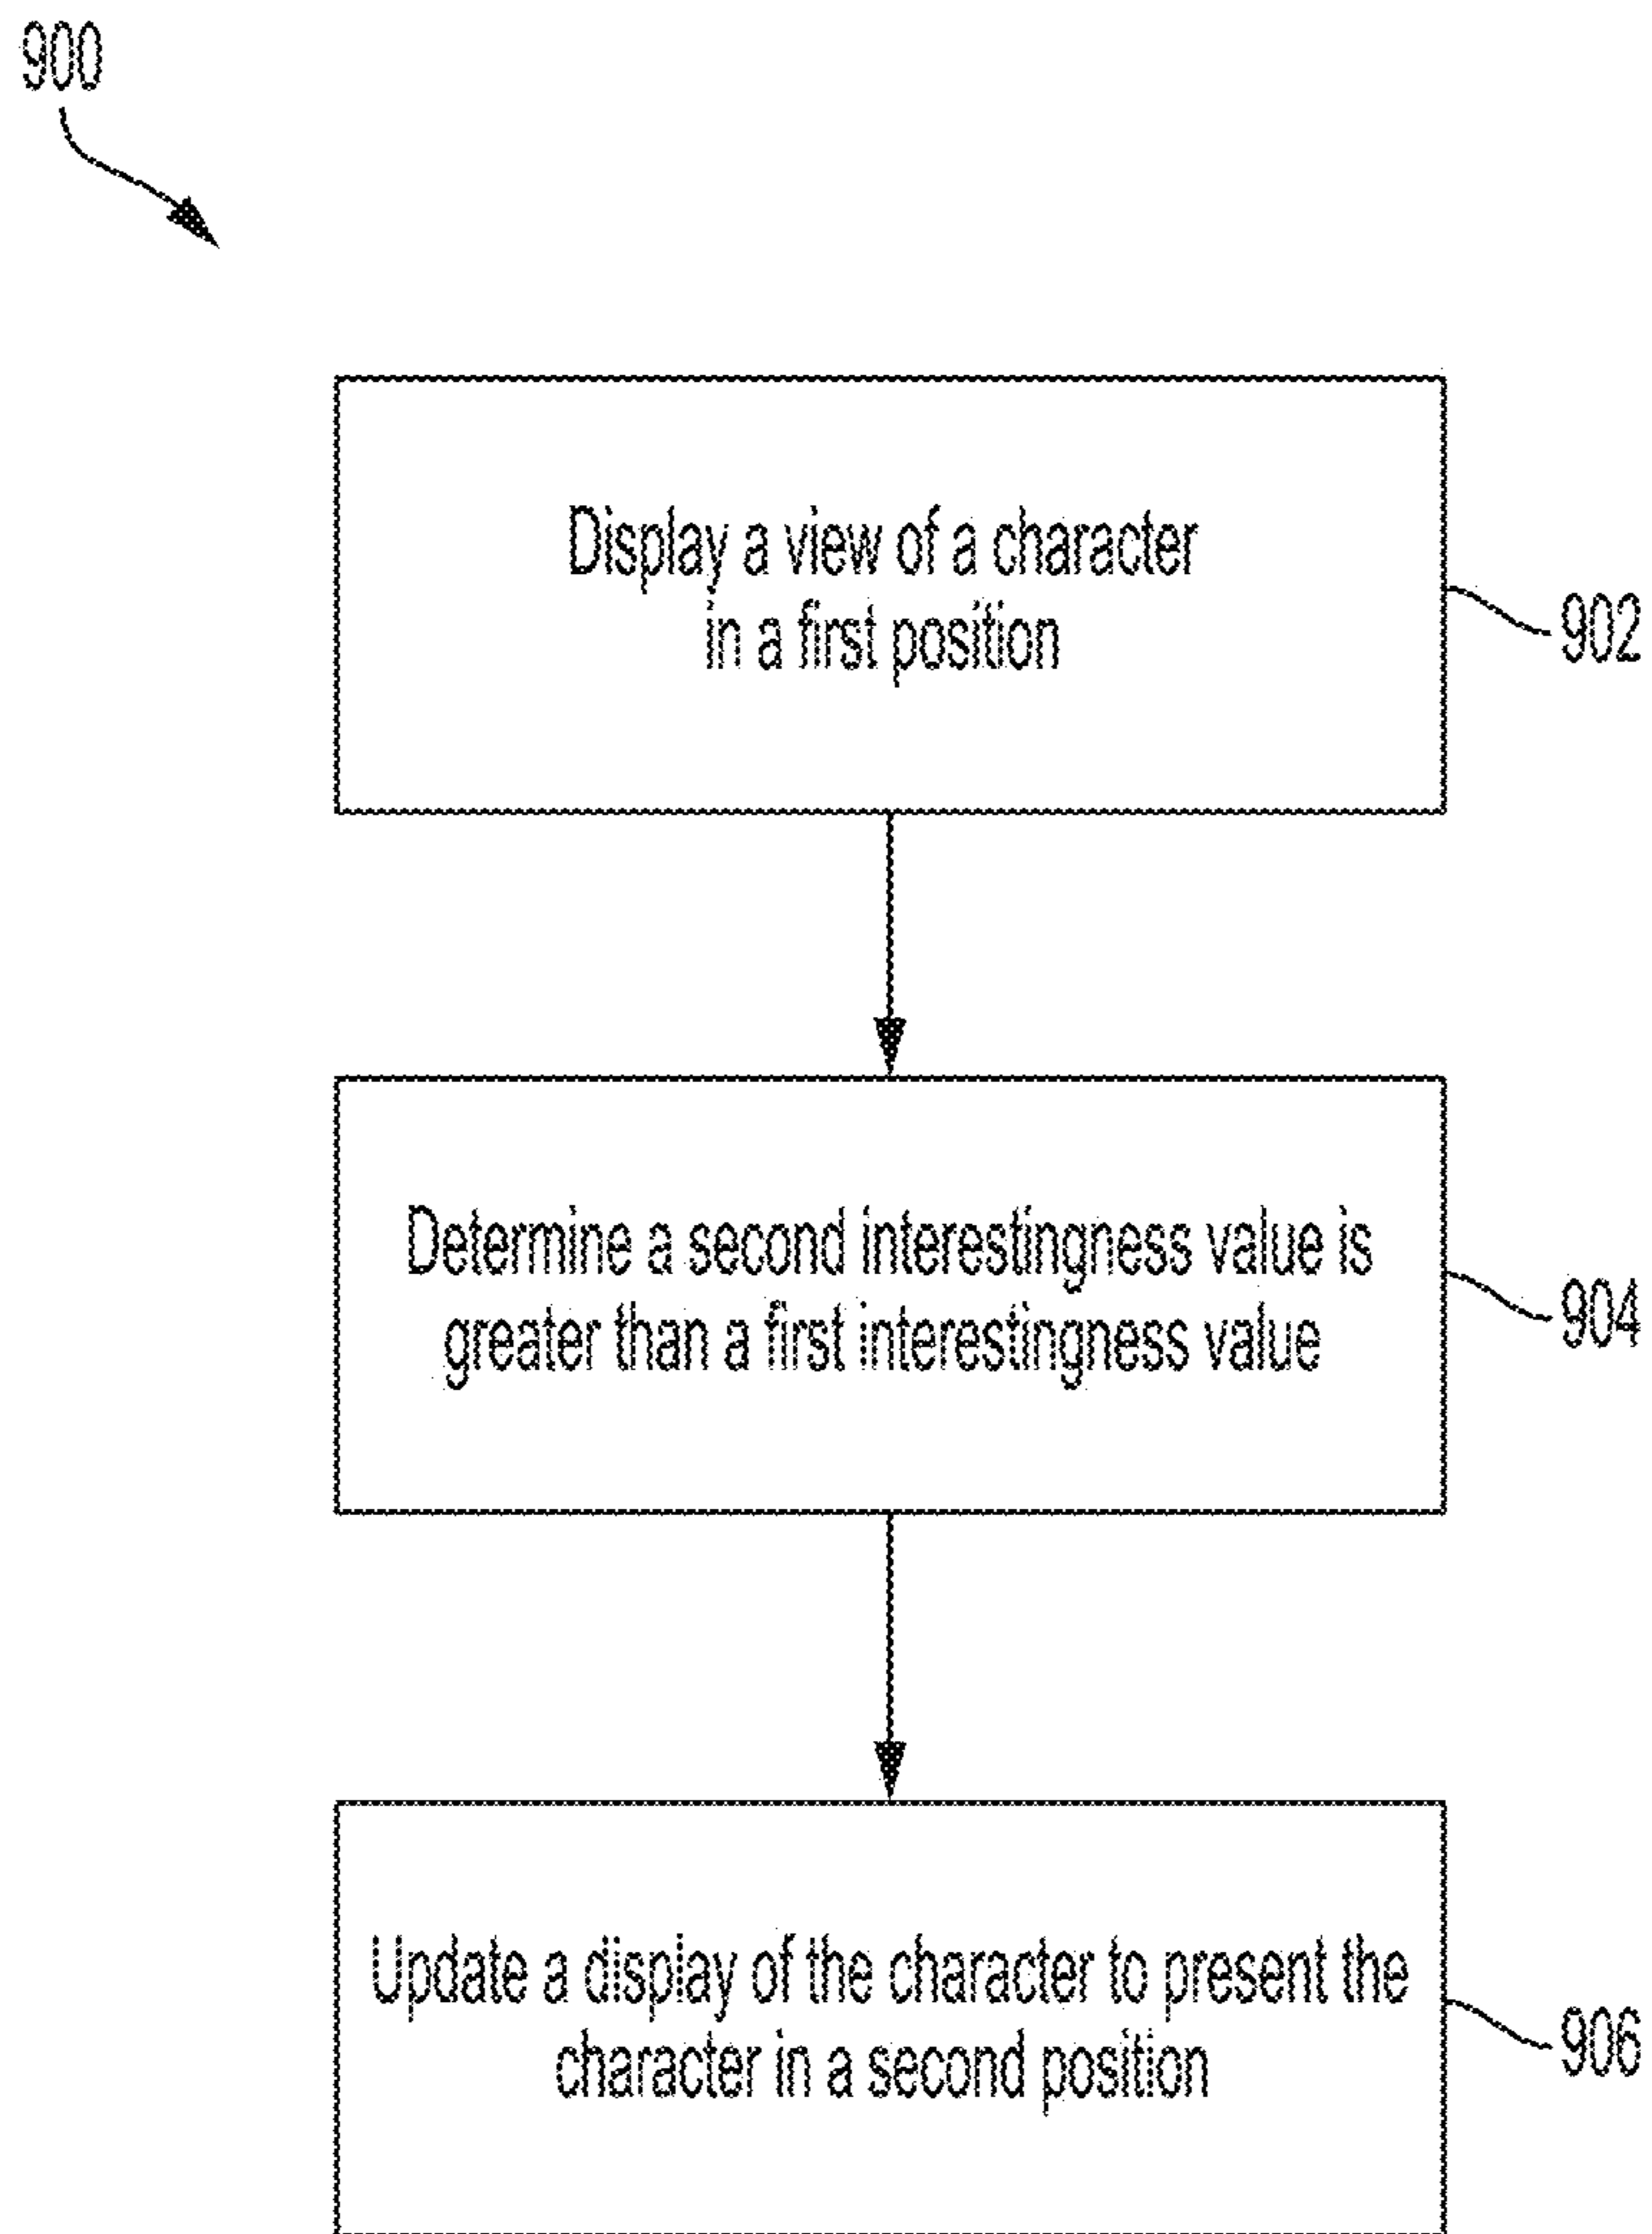 900
Display a view of a character
in a first position
902
Determine a second interestingness value is
greater than a first interestingness value
904
Update a display of the character to present the
character in a second position
906